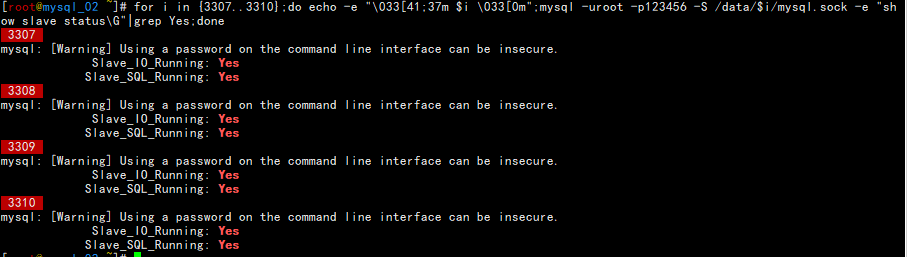 [root@mysql_02 ~]# for i in {3307..3310};do echo -e "\033[41;37m $i \033[0m";mysql -uroot -p123456 -S /data/$i/mysql.sock -e "sh
ow slave status\G"|grep Yes;done
3307
mysql: [Warning] Using a password on the command line interface can be insecure.
Slave_IO_Running: Yes
Slave_SQL_Running: Yes
3308
mysql: [Warning] Using a password on the command line interface can be insecure.
Slave_IO_Running: Yes
Slave_SQL_Running: Yes
3309
mysql: [Warning] Using a password on the command line interface can be insecure.
Slave_IO_Running: Yes
Slave_SQL_Running: Yes
3310
mysql: [Warning] Using a password on the command line interface can be insecure.
Slave_IO_Running: Yes
Slave_SQL_Running: Yes
[root@mysql_02 ~]#